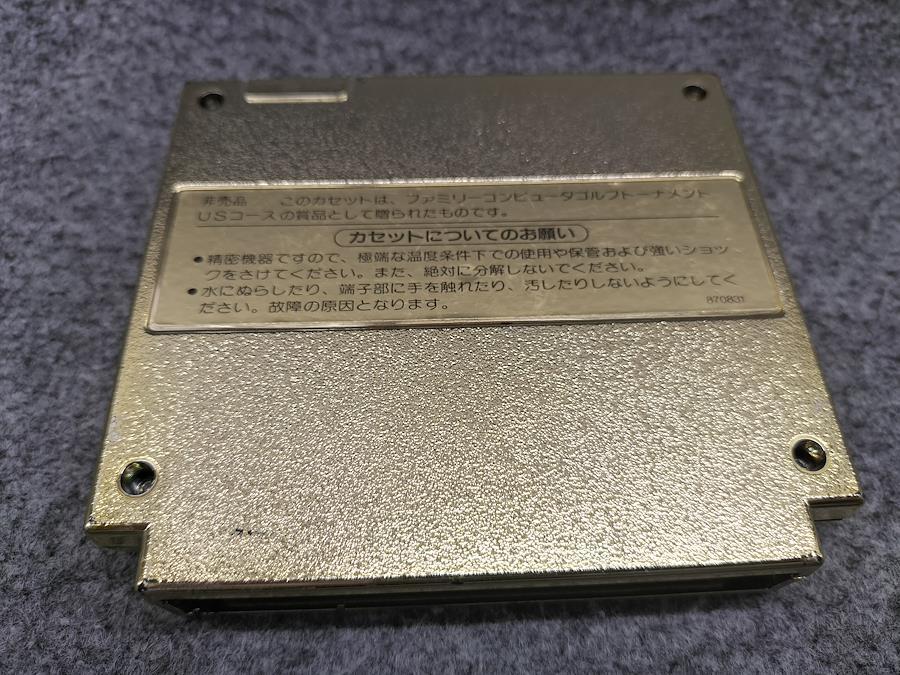 非売品　このカセットは、ファミリーコンピュータゴルフトーナメント
USコースの賞品として贈られたものです。
カセットについてのお願い
●精密機器ですので、極端な温度条件下での使用や保管および強いショッ
クをさけてください。また、絶対に分解しないでください。
●水にぬらしたり、端子部に手を触れたり、汚したりしないようにしてく
ださい。故障の原因となります。
870831